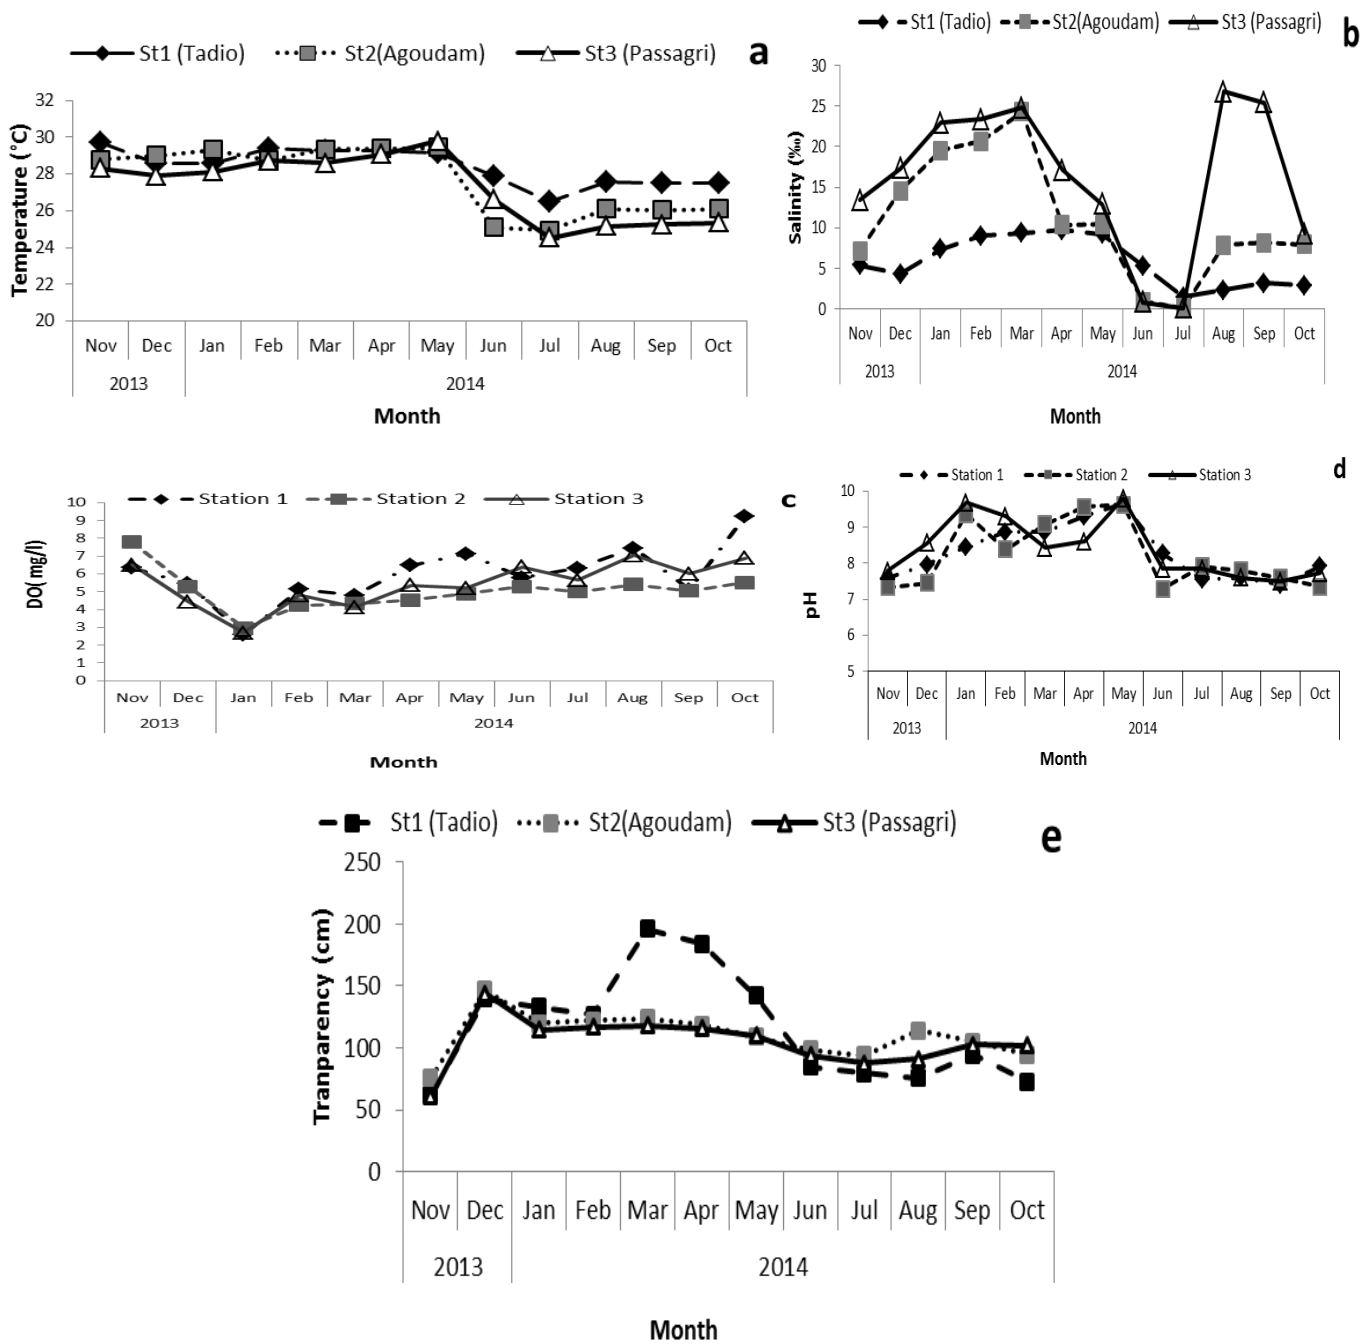 St1 (Tadio) St2(Agoudam) St3 (Passagri) a
Temperature (°C)
32
30
28
26
24
22
20
Nov Dec Jan Feb Mar Apr May Jun Jul Aug Sep Oct
2013 2014
Month
St1 (Tadio) St2(Agoudam) St3 (Passagri) b
Salinity (‰)
30
25
20
15
10
5
0
Nov Dec Jan Feb Mar Apr May Jun Jul Aug Sep Oct
2013 2014
Month
Station 1 Station 2 Station 3 c
DO( mg/l)
10
9
8
7
6
5
4
3
2
1
0
Nov Dec Jan Feb Mar Apr May Jun Jul Aug Sep Oct
2013 2014
Month
Station 1 Station 2 Station 3 d
pH
10
9
8
7
6
5
Nov Dec Jan Feb Mar Apr May Jun Jul Aug Sep Oct
2013 2014
Month
St1 (Tadio) St2(Agoudam) St3 (Passagri) e
Tranparency (cm)
250
200
150
100
50
0
Nov Dec Jan Feb Mar Apr May Jun Jul Aug Sep Oct
2013 2014
Month